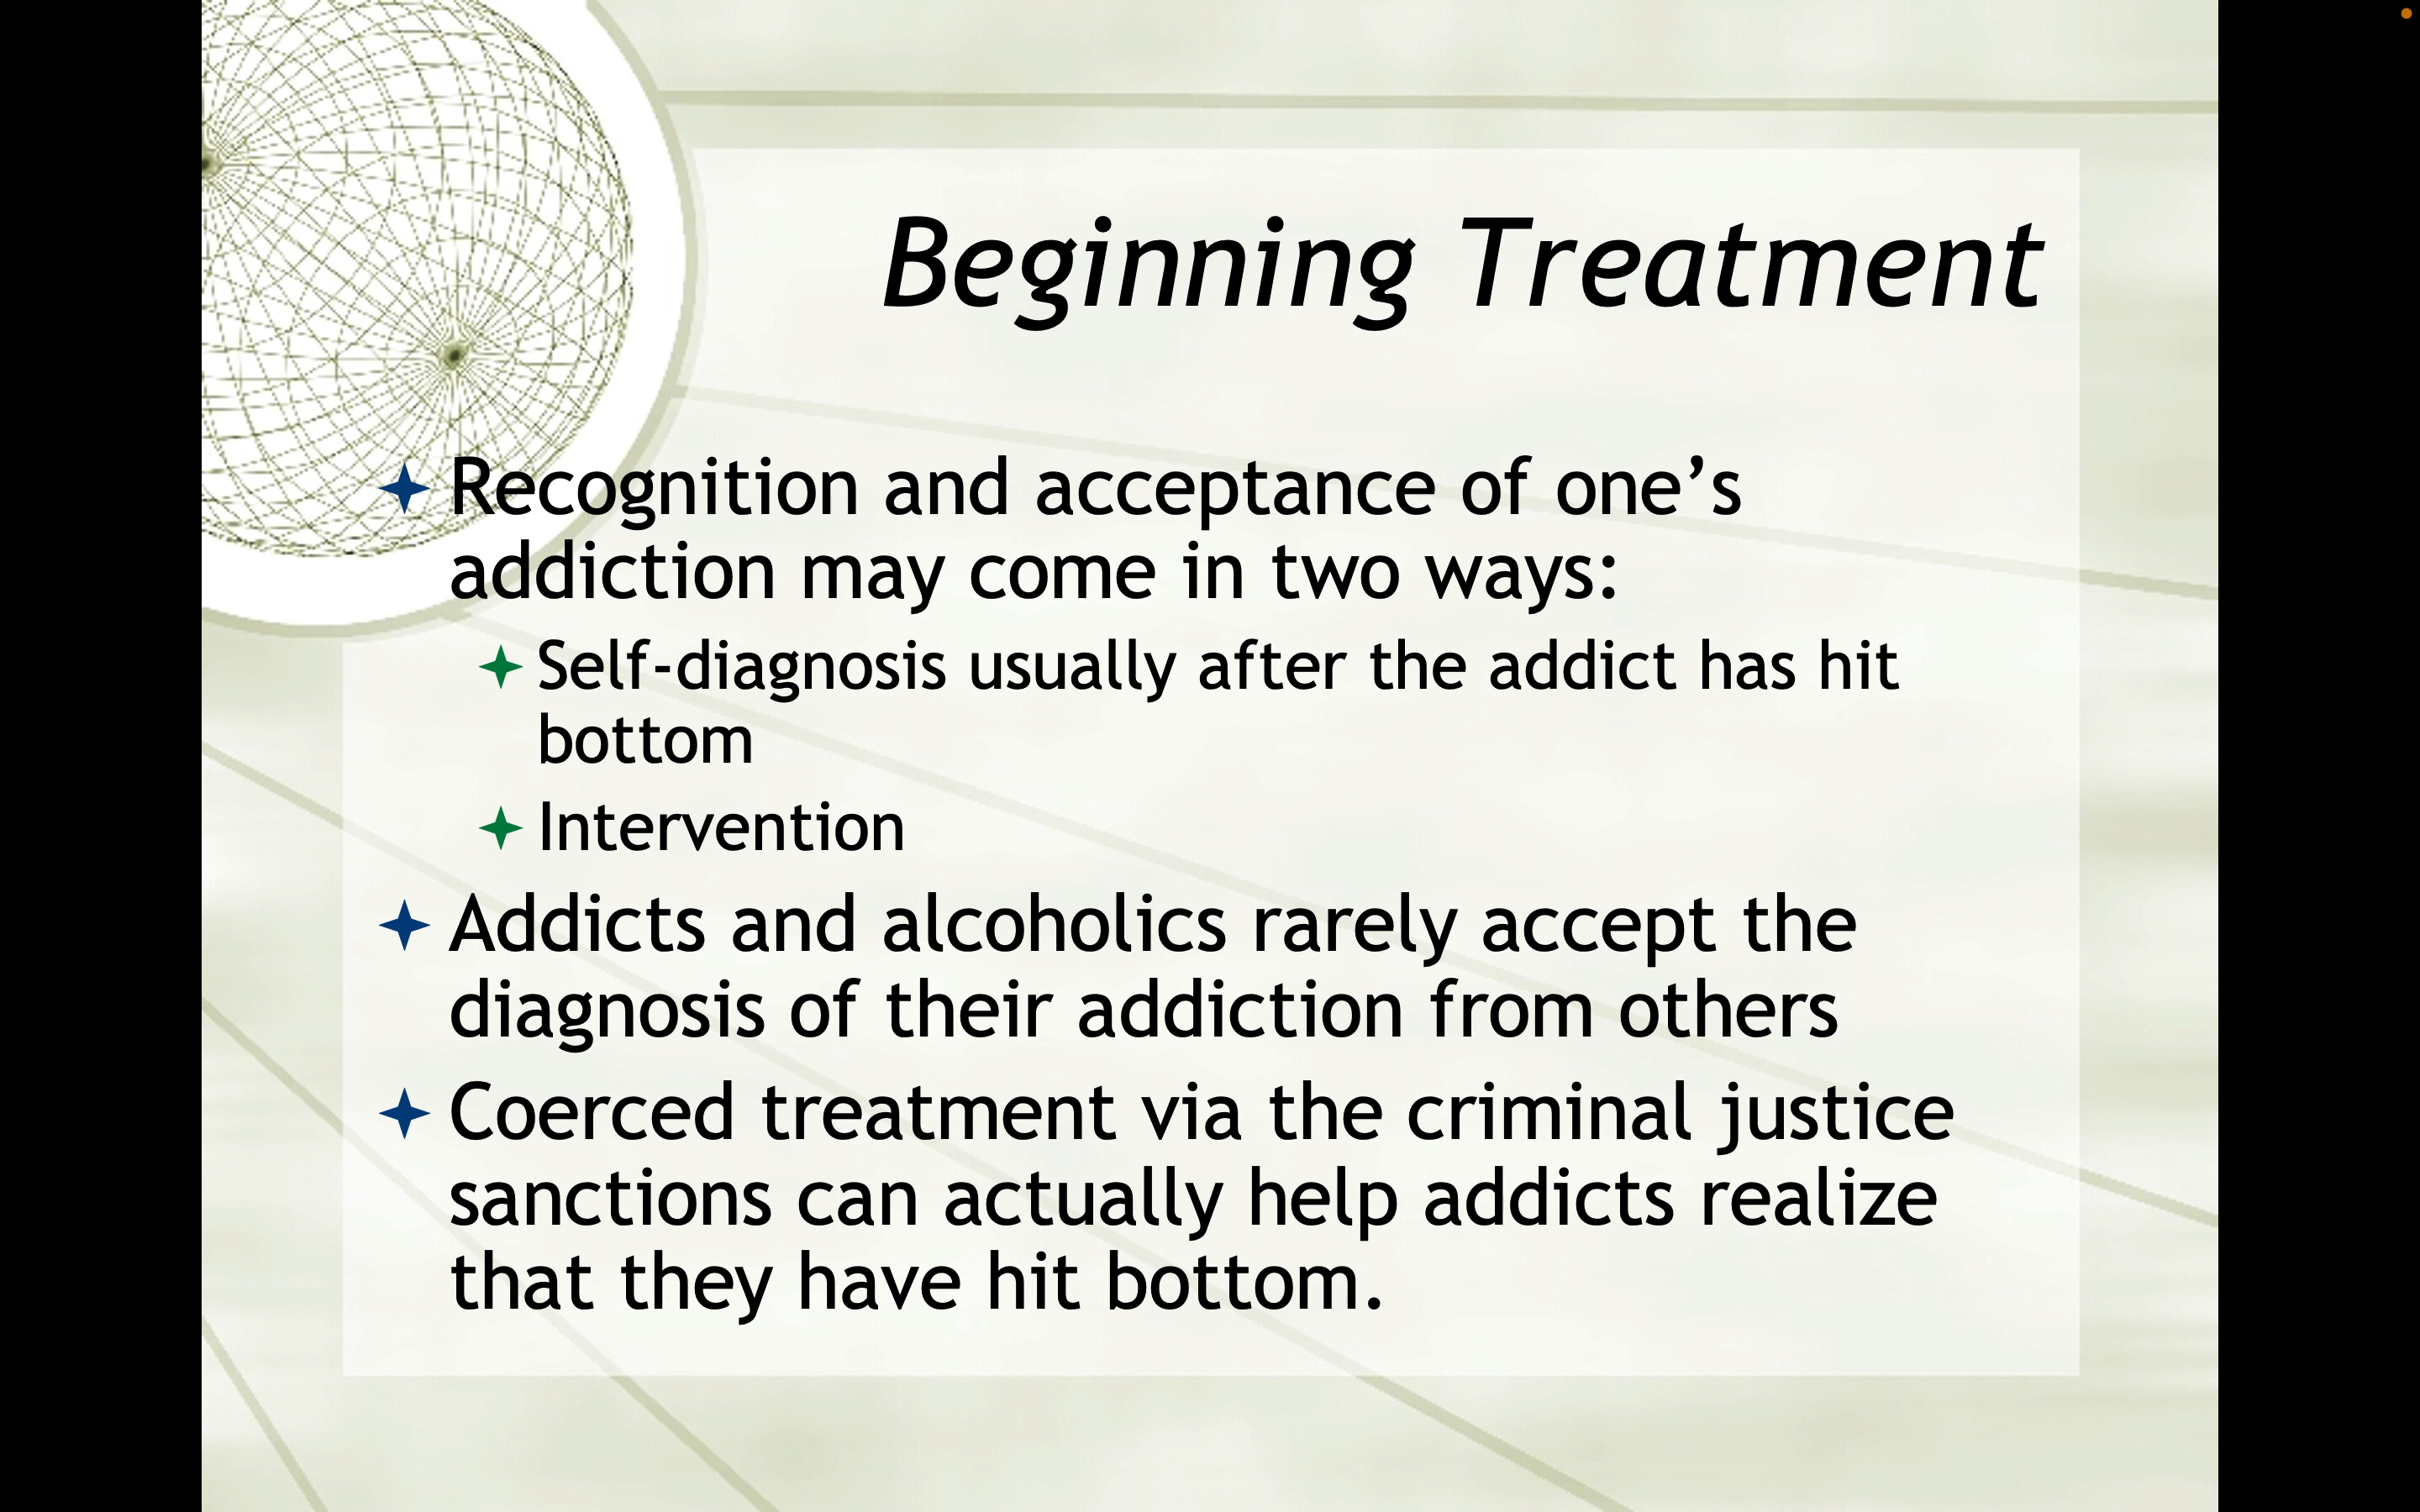 Beginning Treatment
Recognition and acceptance of one’s
addiction may come in two ways:
Self-diagnosis usually after the addict has hit
bottom
Intervention
Addicts and alcoholics rarely accept the
diagnosis of their addiction from others
Coerced treatment via the criminal justice
sanctions can actually help addicts realize
that they have hit bottom.